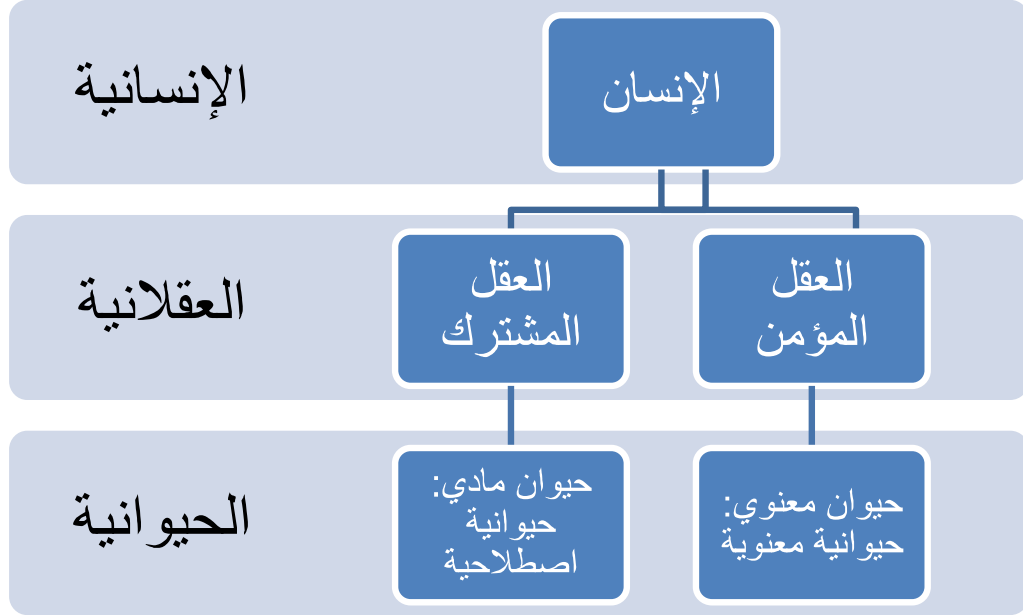 الإنسان
الإنسانية
العقل
المؤمن
العقل
المشترك
العقلانية
حيوان معنوي:
حيوانية معنوية
حيوان مادي:
حيوانية
اصطلاحية
الحيوانية